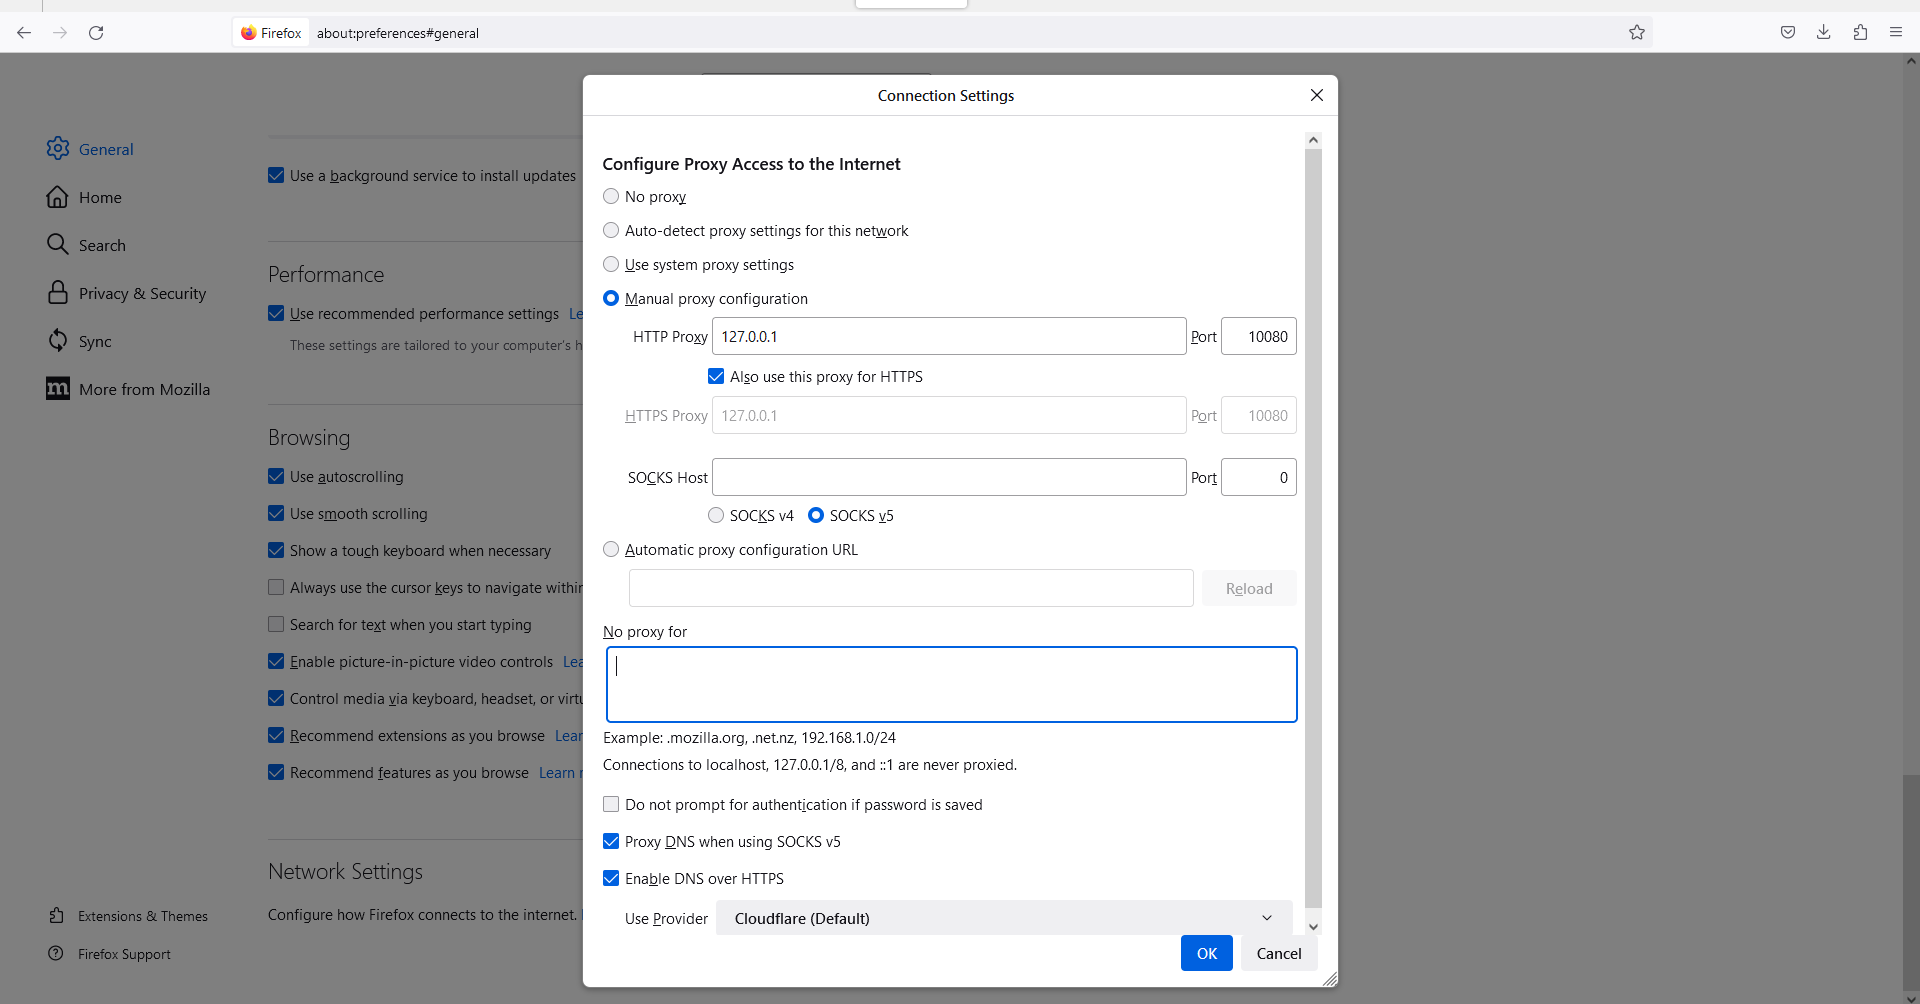 Firefox about:preferences#general
Connection Settings
General
Home
Search
Privacy & Security
Sync
More from Mozilla
Extensions & Themes
Firefox Support
Use a background service to install updates
Performance
Use recommended performance settings Le
These settings are tailored to your computer's h
Browsing
Use autoscrolling
Use smooth scrolling
Show a touch keyboard when necessary
Always use the cursor keys to navigate within
Search for text when you start typing
Enable picture-in-picture video controls Lea
Control media via keyboard, headset, or virtu
Recommend extensions as you browse Lear
Recommend features as you browse Learn r
Network Settings
Configure how Firefox connects to the internet.
Configure Proxy Access to the Internet
No proxy
Auto-detect proxy settings for this network
Use system proxy settings
Manual proxy configuration
HTTP Proxy 127.0.0.1 Port 10080
Also use this proxy for HTTPS
HTTPS Proxy 127.0.0.1 Port 10080
SOCKS Host Port 0
SOCKS v4 SOCKS v5
Automatic proxy configuration URL
Reload
No proxy for
Example: .mozilla.org, .net.nz, 192.168.1.0/24
Connections to localhost, 127.0.0.1/8, and ::1 are never proxied.
Do not prompt for authentication if password is saved
Proxy DNS when using SOCKS v5
Enable DNS over HTTPS
Use Provider Cloudflare (Default)
OK Cancel